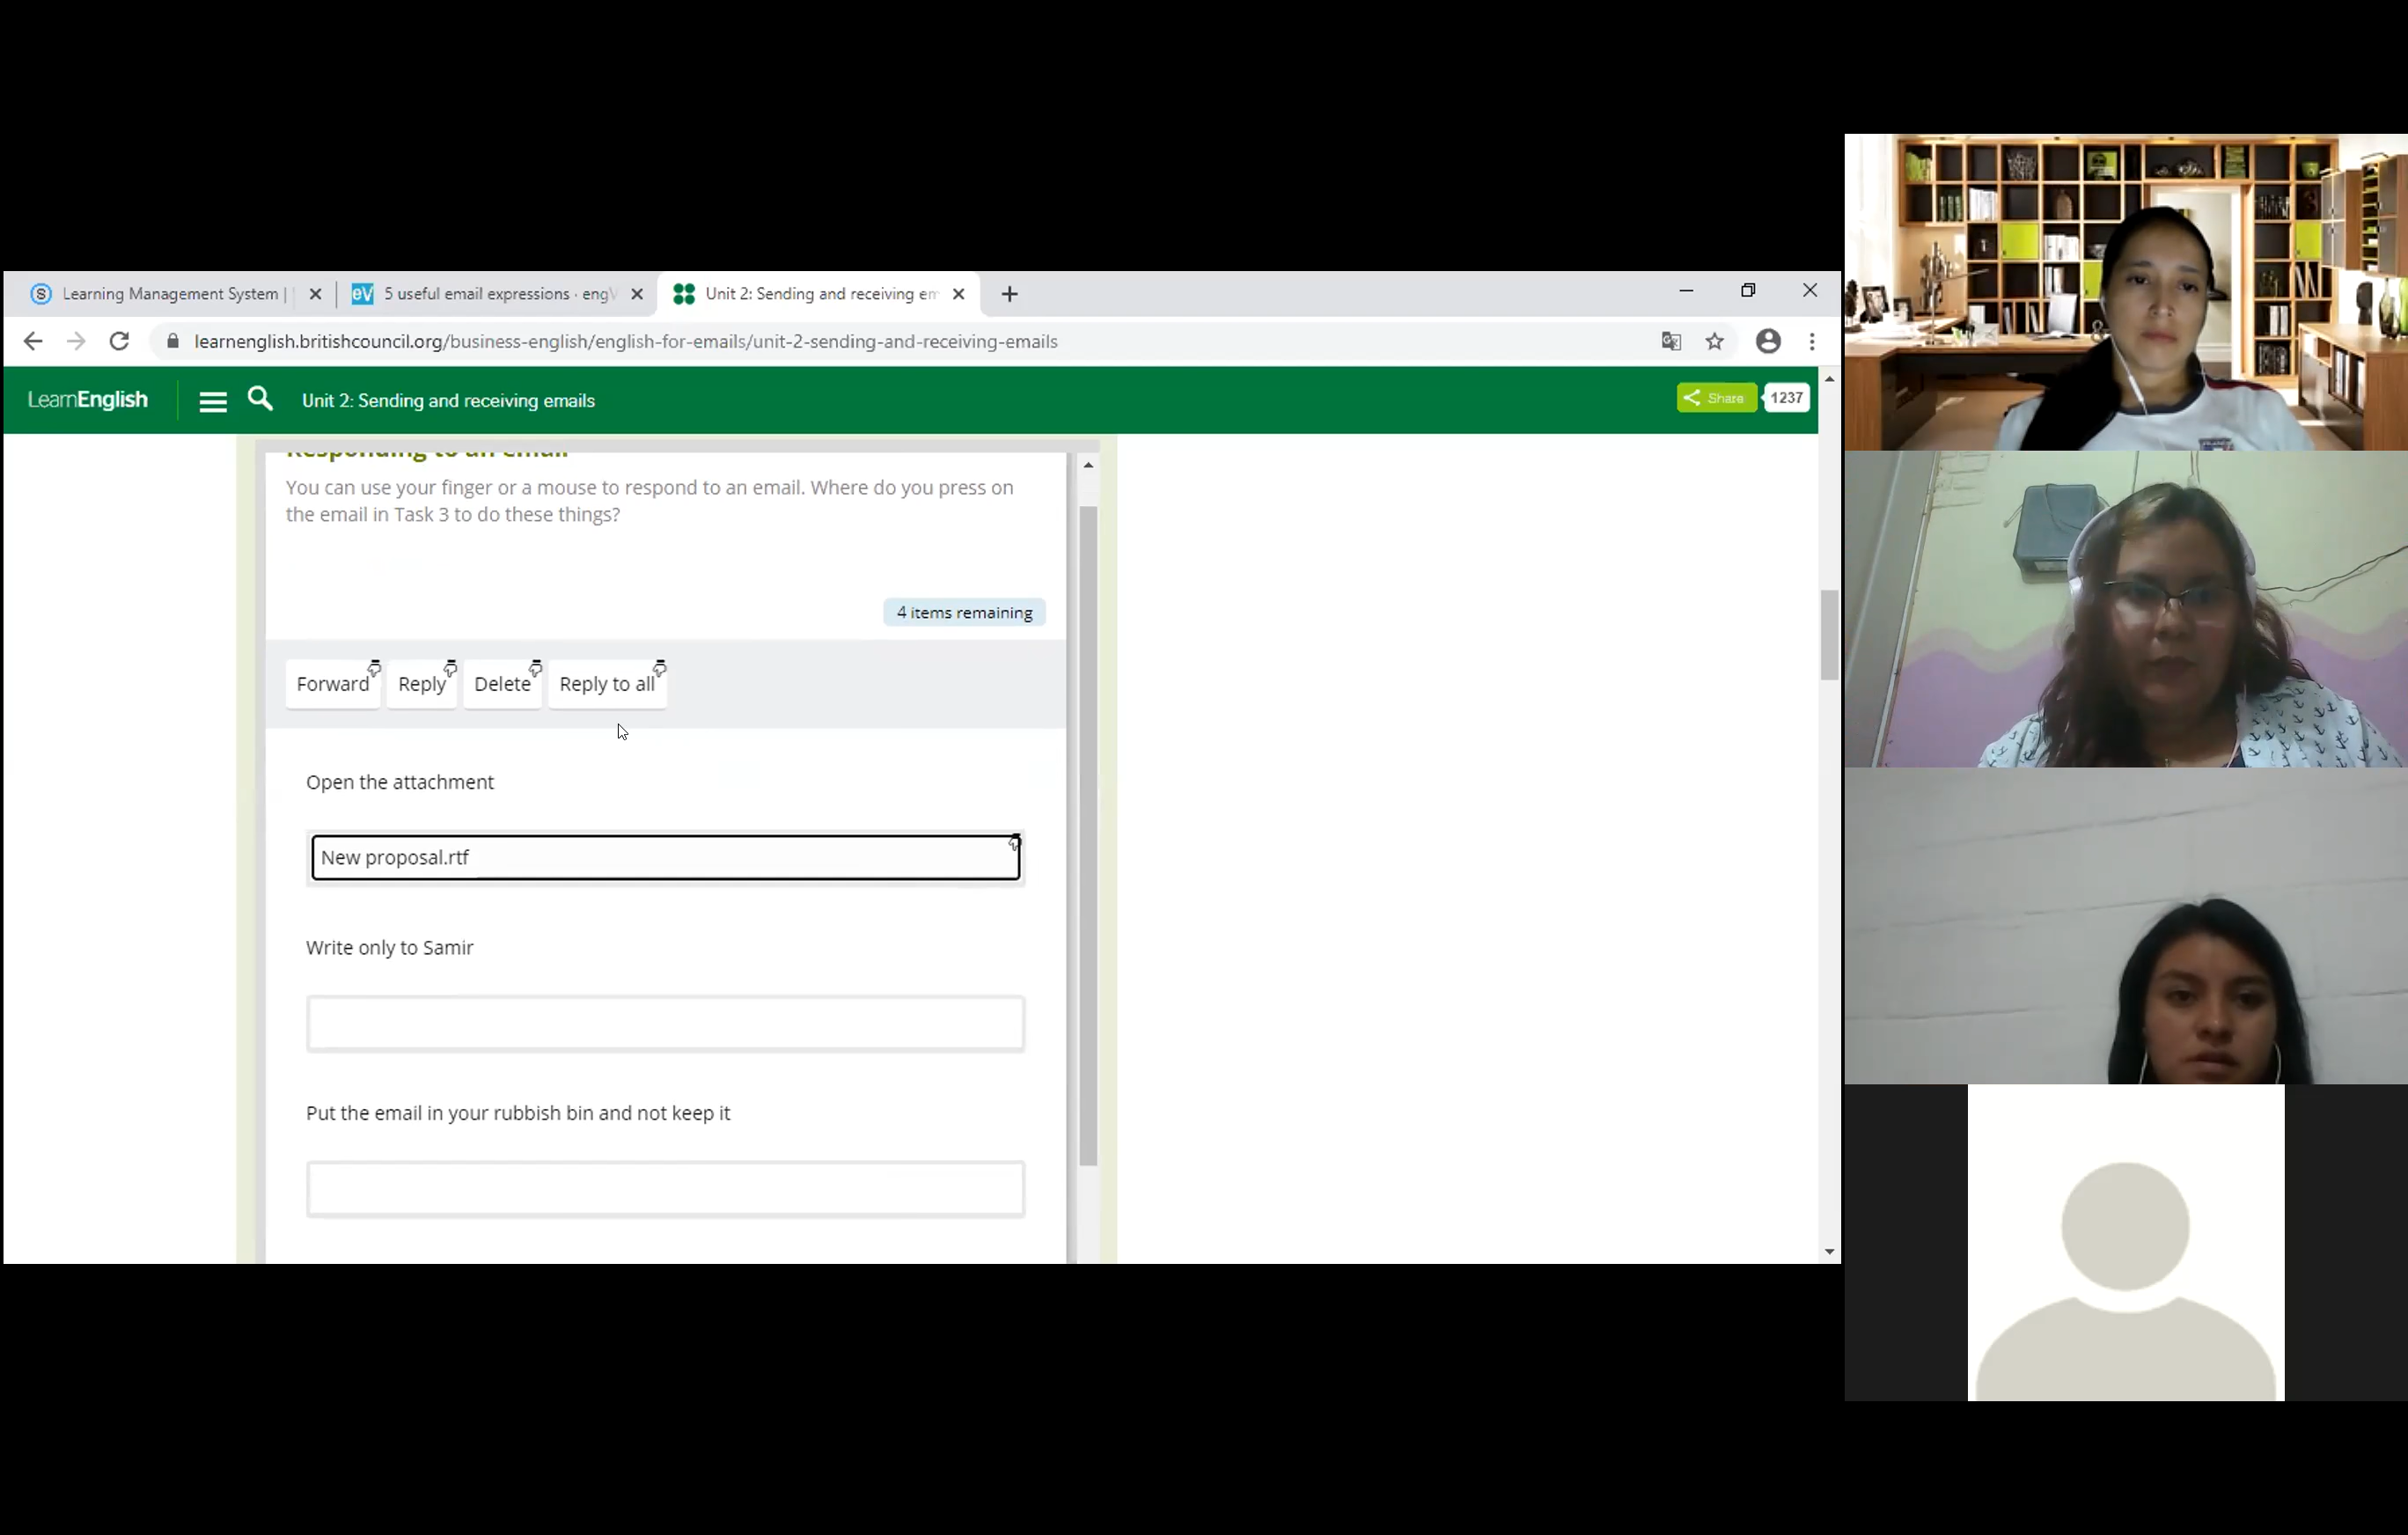 Learning Management System |
5 useful email expressions · eng
Unit 2: Sending and receiving em
learnenglish.britishcouncil.org/business-english/english-for-emails/unit-2-sending-and-receiving-emails
LearnEnglish
Unit 2: Sending and receiving emails
Share
1237
Responding to an email
You can use your finger or a mouse to respond to an email. Where do you press on
the email in Task 3 to do these things?
4 items remaining
Forward
Reply
Delete
Reply to all
Open the attachment
New proposal.rtf
Write only to Samir
Put the email in your rubbish bin and not keep it